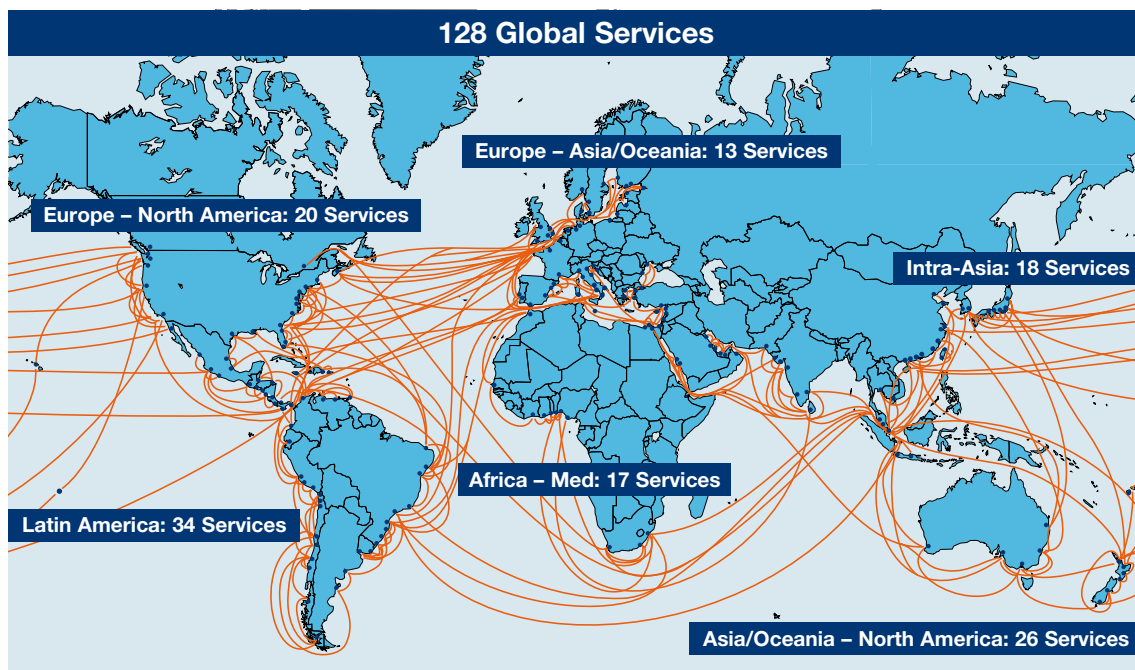 128 Global Services
Europe – Asia/Oceania: 13 Services
Europe – North America: 20 Services
Intra-Asia: 18 Services
Africa – Med: 17 Services
Latin America: 34 Services
Asia/Oceania – North America: 26 Services